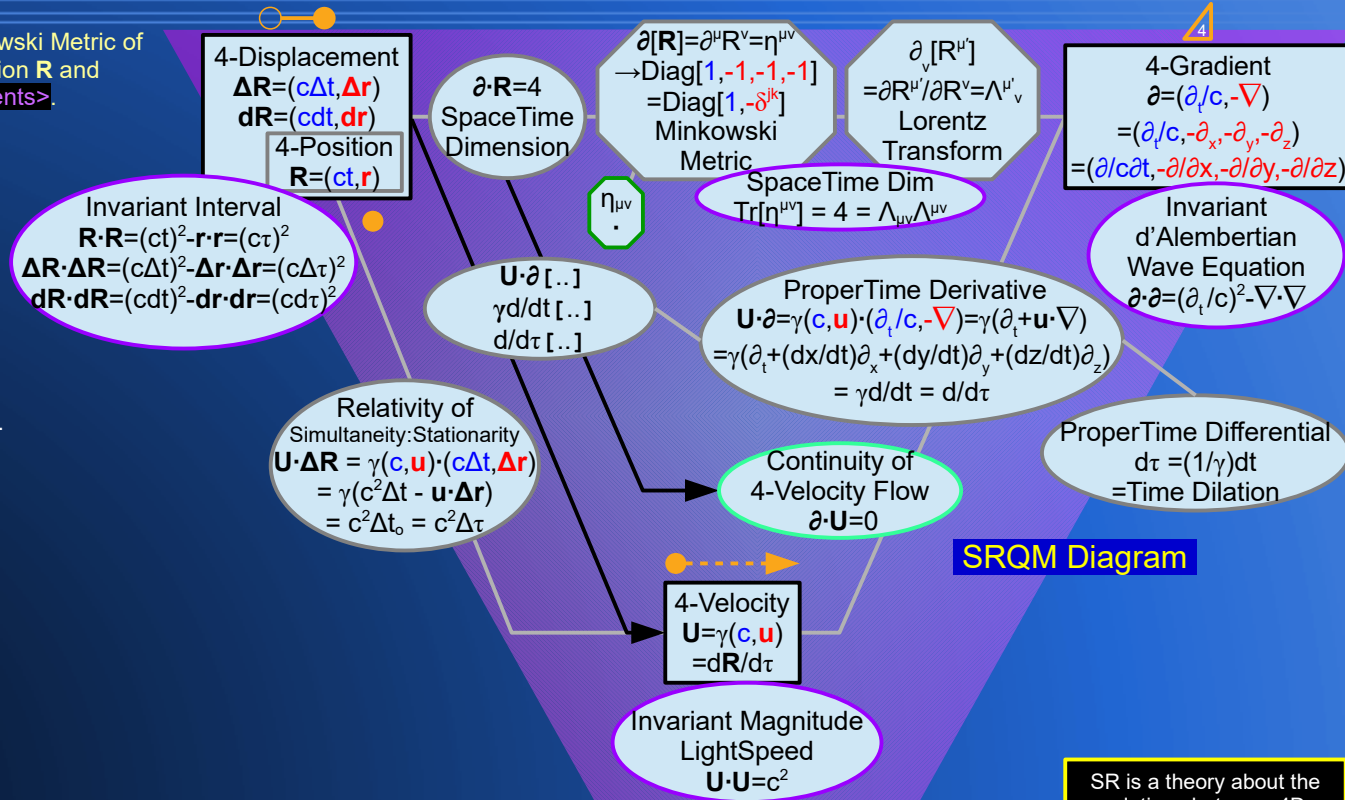 wski Metric of
ion R and
ents>.
4-Displacement
ΔR=(cΔt,Δr)
dR=(cdt,dr)
4-Position
R=(ct,r)
Invariant Interval
R·R=(ct)²-r·r=(cτ)²
ΔR·ΔR=(cΔt)²-Δr·Δr=(cΔτ)²
dR·dR=(cdt)²-dr·dr=(cdτ)²
∂·R=4
SpaceTime
Dimension
∂[R]=∂^μR^ν=η^μν
→Diag[1,-1,-1,-1]
=Diag[1,-δ^jk]
Minkowski
Metric
∂_ν[R^μ']
=∂R^μ'/∂R^ν=Λ^μ'_ν
Lorentz
Transform
4
4-Gradient
∂=(∂_t/c,-∇)
=(∂_t/c,-∂_x,-∂_y,-∂_z)
=(∂/c∂t,-∂/∂x,-∂/∂y,-∂/∂z)
η_μν
·
SpaceTime Dim
Tr[η^μν] = 4 = Λ_μν Λ^μν
Invariant
d'Alembertian
Wave Equation
∂·∂=(∂_t/c)²-∇·∇
U·∂[..]
γd/dt[..]
d/dτ[..]
ProperTime Derivative
U·∂=γ(c,u)·(∂_t/c,-∇)=γ(∂_t+u·∇)
=γ(∂_t+(dx/dt)∂_x+(dy/dt)∂_y+(dz/dt)∂_z)
= γd/dt = d/dτ
Relativity of
Simultaneity:Stationarity
U·ΔR = γ(c,u)·(cΔt,Δr)
= γ(c²Δt - u·Δr)
= c²Δt_o = c²Δτ
ProperTime Differential
dτ =(1/γ)dt
=Time Dilation
Continuity of
4-Velocity Flow
∂·U=0
SRQM Diagram
4-Velocity
U=γ(c,u)
=dR/dτ
Invariant Magnitude
LightSpeed
U·U=c²
SR is a theory about the